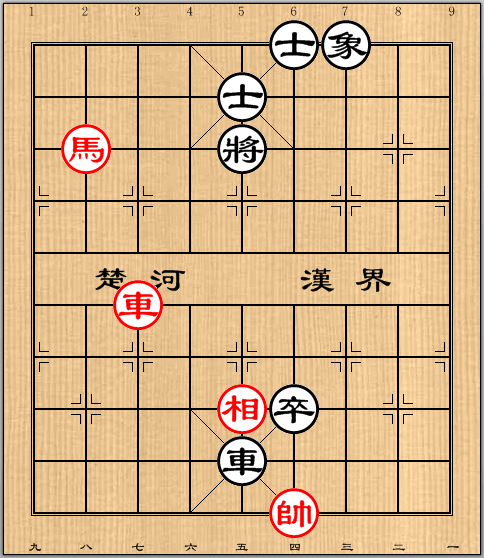 1 2 3 4 5 6 7 8 9
士 象
士
馬 將
楚 河 漢 界
車
相 卒
車
帥
九 八 七 六 五 四 三 二 一